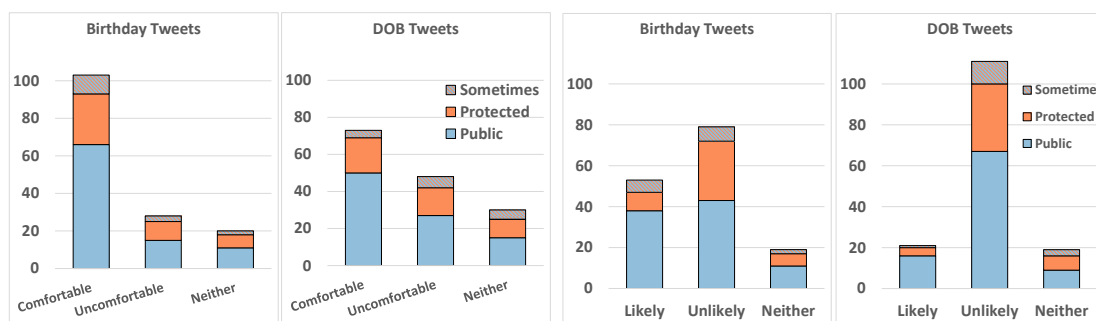 Birthday Tweets
100
80
60
40
20
0
Comfortable
Uncomfortable
Neither
DOB Tweets
100
80
60
40
20
0
Sometimes
Protected
Public
Comfortable
Uncomfortable
Neither
Birthday Tweets
100
80
60
40
20
0
Likely
Unlikely
Neither
DOB Tweets
100
80
60
40
20
0
Sometime
Protected
Public
Likely
Unlikely
Neither